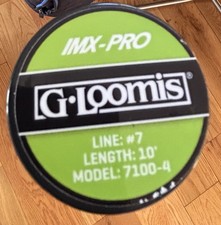 IMX-PRO
G·LOOMIS®
LINE: #7
LENGTH: 10'
MODEL: 7100-4